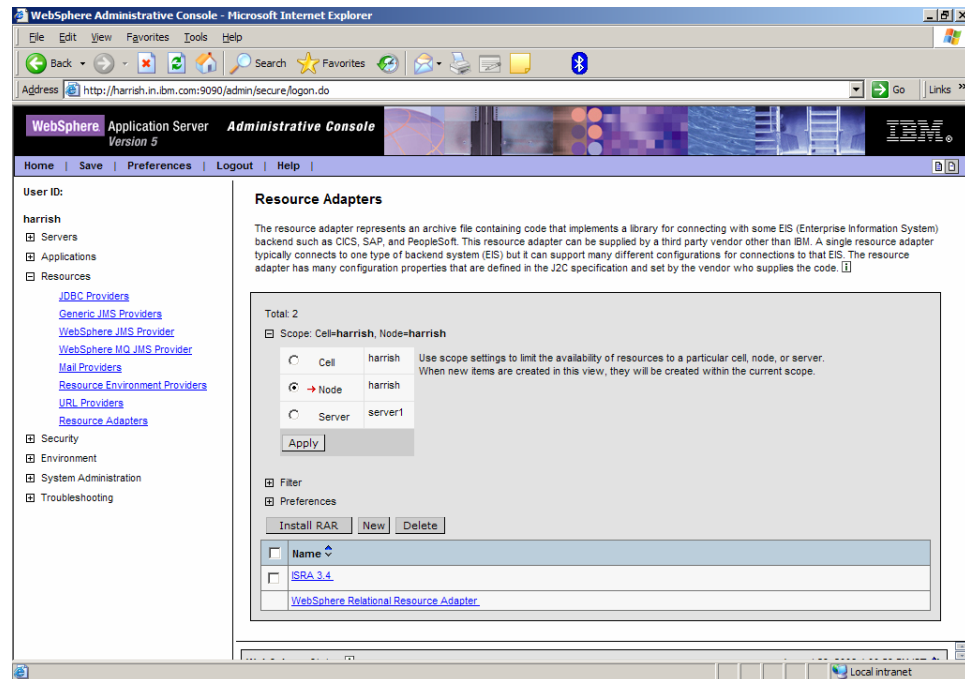 WebSphere Administrative Console - Microsoft Internet Explorer
File Edit View Favorites Tools Help
Back Search Favorites
Address http://harrish.in.ibm.com:9090/admin/secure/logon.do Go Links »
WebSphere Application Server Administrative Console
Version 5
IBM
Home | Save | Preferences | Logout | Help |
User ID:
harrish
Servers
Applications
Resources
JDBC Providers
Generic JMS Providers
WebSphere JMS Provider
WebSphere MQ JMS Provider
Mail Providers
Resource Environment Providers
URL Providers
Resource Adapters
Security
Environment
System Administration
Troubleshooting
Resource Adapters
The resource adapter represents an archive file containing code that implements a library for connecting with some EIS (Enterprise Information System)
backend such as CICS, SAP, and PeopleSoft. This resource adapter can be supplied by a third party vendor other than IBM. A single resource adapter
typically connects to one type of backend system (EIS) but it can support many different configurations for connections to that EIS. The resource
adapter has many configuration properties that are defined in the J2C specification and set by the vendor who supplies the code. i
Total: 2
Scope: Cell=harrish, Node=harrish
Cell harrish
Node harrish
Server server1
Use scope settings to limit the availability of resources to a particular cell, node, or server.
When new items are created in this view, they will be created within the current scope.
Apply
Filter
Preferences
Install RAR New Delete
Name
ISRA 3.4
WebSphere Relational Resource Adapter
Local intranet